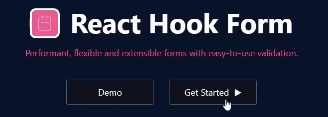 React Hook Form
Performant, flexible and extensible forms with easy-to-use validation.
Demo
Get Started ▶